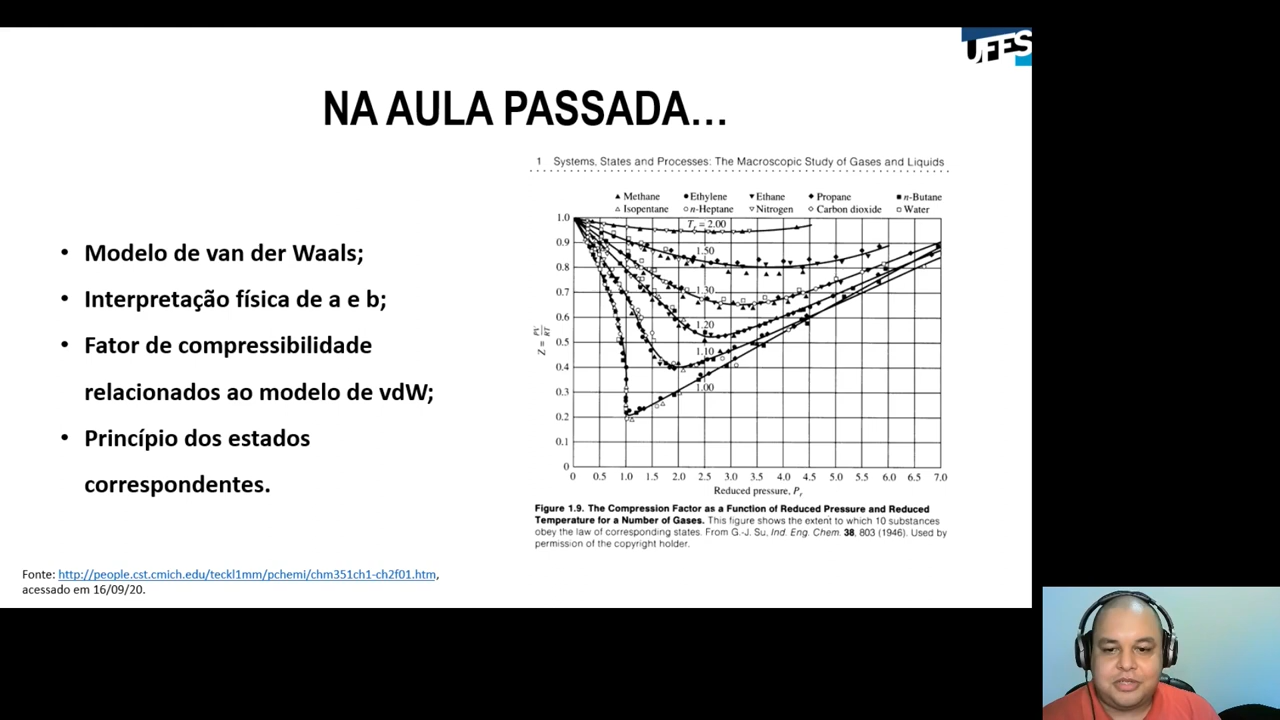 UFES
NA AULA PASSADA...
• Modelo de van der Waals;
• Interpretação física de a e b;
• Fator de compressibilidade
relacionados ao modelo de vdW;
• Princípio dos estados
correspondentes.
Fonte: http://people.cst.cmich.edu/teckl1mm/pchemi/chm351ch1-ch2f01.htm,
acessado em 16/09/20.
1 Systems, States and Processes: The Macroscopic Study of Gases and Liquids
▲ Methane ● Ethylene ▼ Ethane ◆ Propane ■ n-Butane
△ Isopentane ○ n-Heptane ▽ Nitrogen ◇ Carbon dioxide □ Water
1.0
0.9
0.8
0.7
0.6
0.5
0.4
0.3
0.2
0.1
0
Tr = 2.00
1.50
1.30
1.20
1.10
1.00
Z = PV/RT
0 0.5 1.0 1.5 2.0 2.5 3.0 3.5 4.0 4.5 5.0 5.5 6.0 6.5 7.0
Reduced pressure, Pr
Figure 1.9. The Compression Factor as a Function of Reduced Pressure and Reduced
Temperature for a Number of Gases. This figure shows the extent to which 10 substances
obey the law of corresponding states. From G.-J. Su, Ind. Eng. Chem. 38, 803 (1946). Used by
permission of the copyright holder.